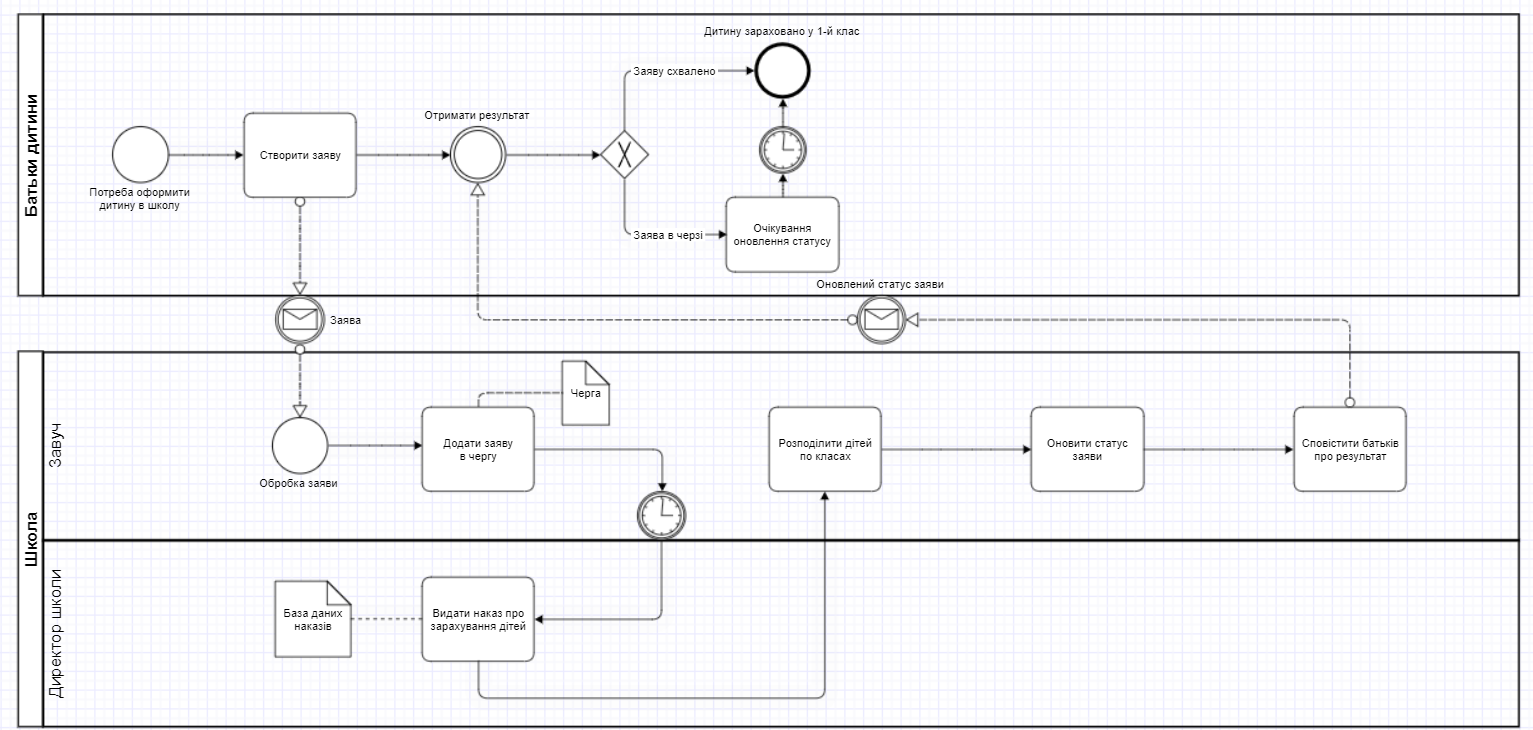 Батьки дитини
Дитину зараховано у 1-й клас
Заяву схвалено
Отримати результат
Створити заяву
Потреба оформити
дитину в школу
Заява в черзі
Очікування
оновлення статусу
Оновлений статус заяви
Заява
Школа
Завуч
Черга
Додати заяву
в чергу
Розподілити дітей
по класах
Оновити статус
заяви
Сповістити батьків
про результат
Обробка заяви
Директор школи
База даних
наказів
Видати наказ про
зарахування дітей